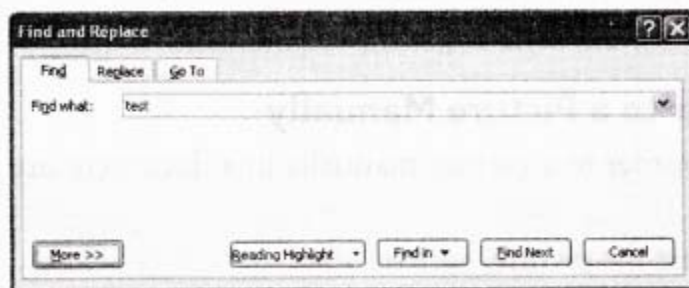 Find and Replace
Find Replace Go To
Find what: test
More >> Reading Highlight Find in Find Next Cancel